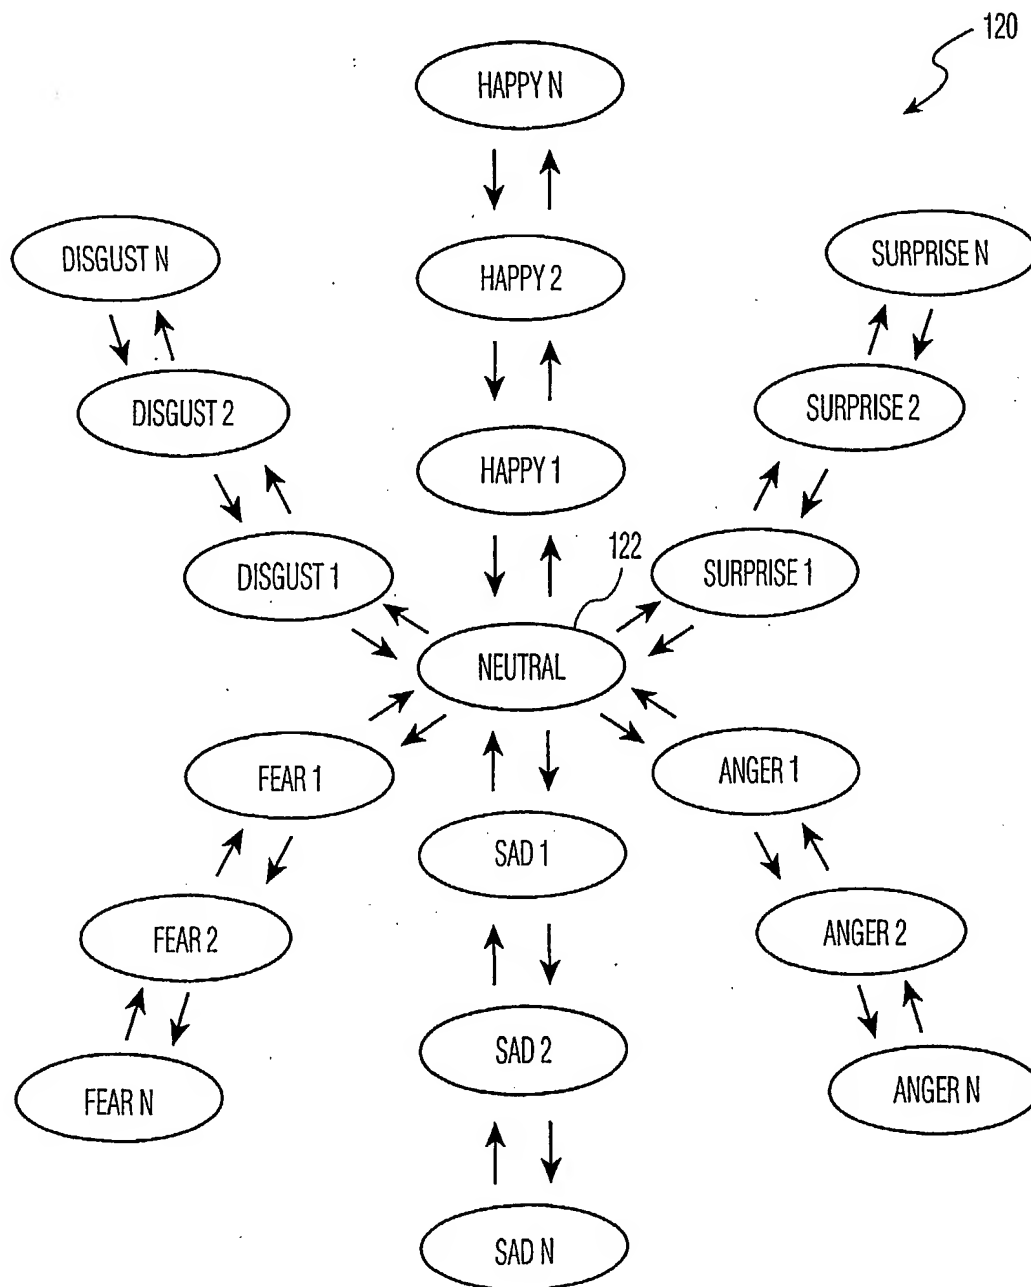 120
HAPPY N
DISGUST N
SURPRISE N
HAPPY 2
DISGUST 2
SURPRISE 2
HAPPY 1
122
DISGUST 1
SURPRISE 1
NEUTRAL
FEAR 1
ANGER 1
SAD 1
FEAR 2
ANGER 2
SAD 2
FEAR N
ANGER N
SAD N